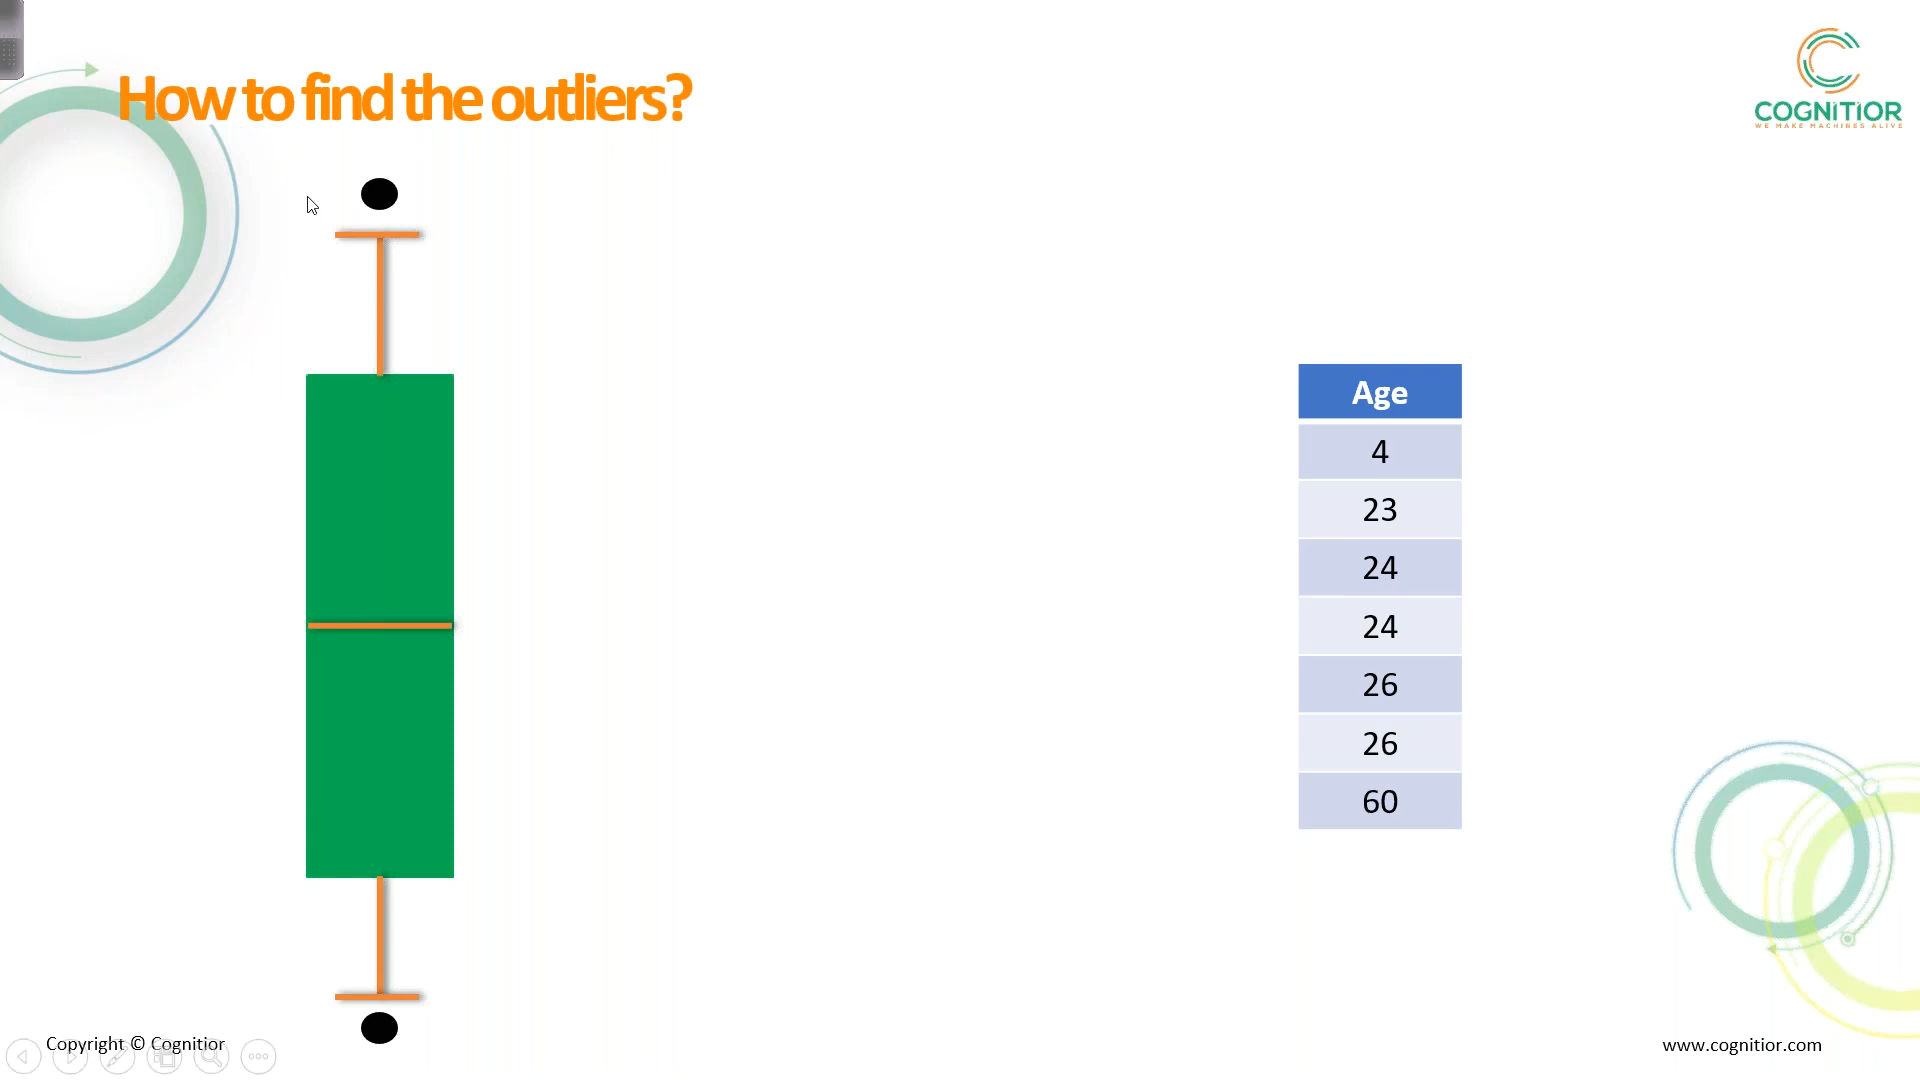 How to find the outliers?
COGNITIOR
WE MAKE MACHINES ALIVE
Age
4
23
24
24
26
26
60
Copyright © Cognitior
www.cognitior.com